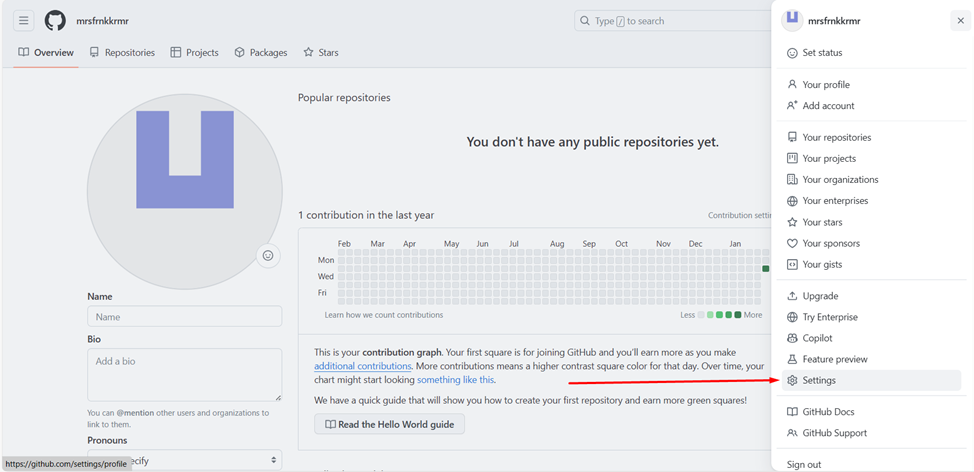 mrsfrnkkrmr
Type / to search
Overview
Repositories
Projects
Packages
Stars
Name
Name
Bio
Add a bio
You can @mention other users and organizations to
link to them.
Pronouns
ecify
https://github.com/settings/profile
Popular repositories
You don't have any public repositories yet.
1 contribution in the last year
Contribution settin
Feb Mar Apr May Jun Jul Aug Sep Oct Nov Dec Jan
Mon
Wed
Fri
Learn how we count contributions
Less
More
This is your contribution graph. Your first square is for joining GitHub and you'll earn more as you make
additional contributions. More contributions means a higher contrast square color for that day. Over time, your
chart might start looking something like this.
We have a quick guide that will show you how to create your first repository and earn more green squares!
Read the Hello World guide
mrsfrnkkrmr
Set status
Your profile
Add account
Your repositories
Your projects
Your organizations
Your enterprises
Your stars
Your sponsors
Your gists
Upgrade
Try Enterprise
Copilot
Feature preview
Settings
GitHub Docs
GitHub Support
Sign out